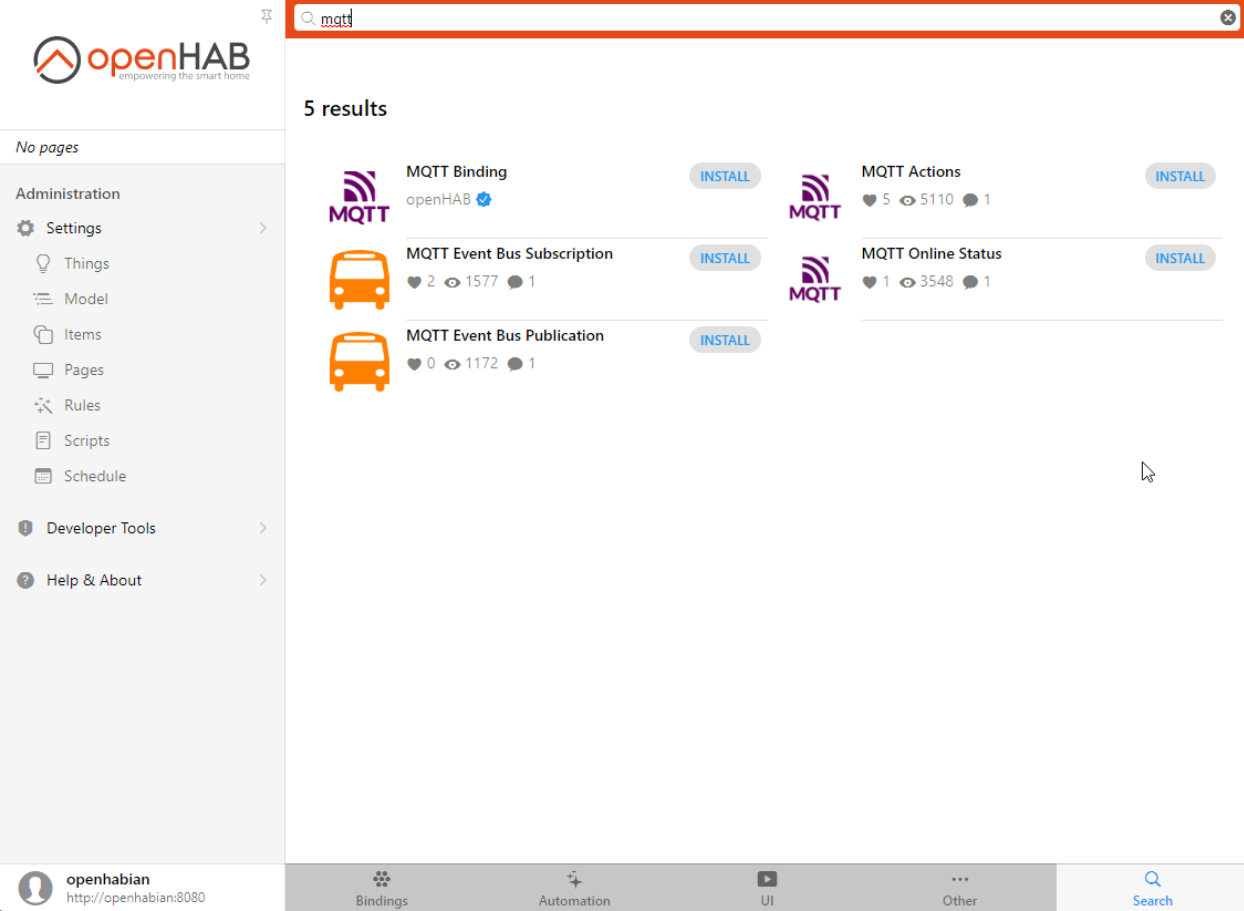 openHAB
empowering the smart home
No pages
Administration
Settings
Things
Model
Items
Pages
Rules
Scripts
Schedule
Developer Tools
Help & About
openhabian
http://openhabian:8080
mqtt
5 results
MQTT
MQTT Binding
openHAB
INSTALL
MQTT
MQTT Actions
5 5110 1
INSTALL
MQTT Event Bus Subscription
2 1577 1
INSTALL
MQTT
MQTT Online Status
1 3548 1
INSTALL
MQTT Event Bus Publication
0 1172 1
INSTALL
Bindings
Automation
UI
Other
Search